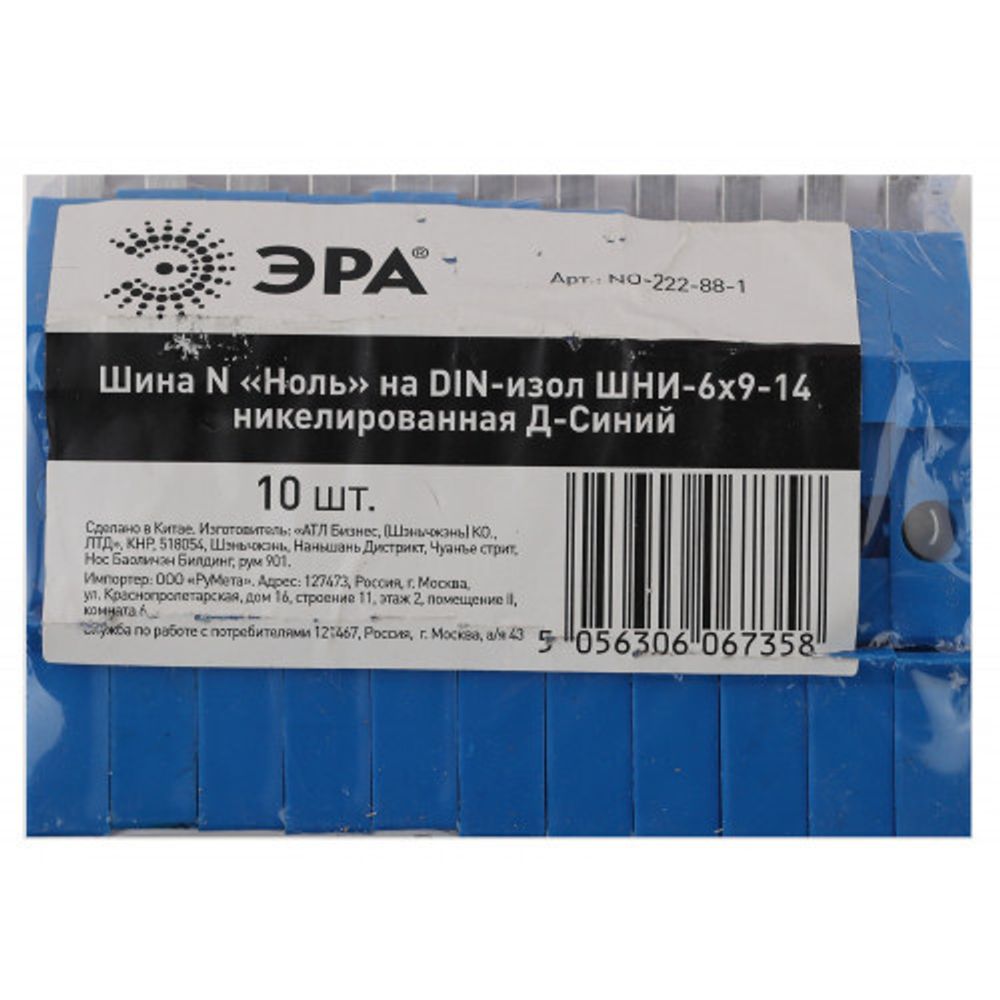 ЭРА®
Арт.: NO-222-88-1
Шина N «Ноль» на DIN-изол ШНИ-6х9-14
никелированная Д-Синий
10 шт.
Сделано в Китае. Изготовитель: «АТЛ Бизнес, (Шэньчжэнь) КО.,
ЛТД», КНР, 518054, Шэньчжэнь, Наньшань Дистрикт, Чуанье стрит,
Нос Баоличэн Билдинг, рум 901.
Импортер: ООО «РуМета». Адрес: 127473, Россия, г. Москва,
ул. Краснопролетарская, дом 16, строение 11, этаж 2, помещение II,
комната 6
Служба по работе с потребителями 121467, Россия, г. Москва, а/я 43
5 056306 067358